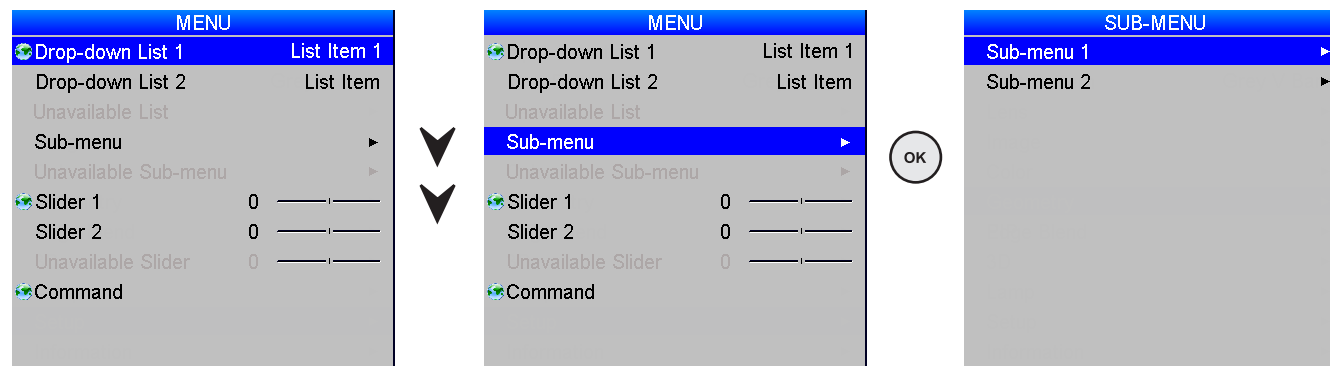 MENU
Drop-down List 1 List Item 1
Drop-down List 2 List Item
Unavailable List
Sub-menu
Unavailable Sub-menu
Slider 1 0
Slider 2 0
Unavailable Slider 0
Command
MENU
Drop-down List 1 List Item 1
Drop-down List 2 List Item
Unavailable List
Sub-menu
Unavailable Sub-menu
Slider 1 0
Slider 2 0
Unavailable Slider 0
Command
OK
SUB-MENU
Sub-menu 1
Sub-menu 2